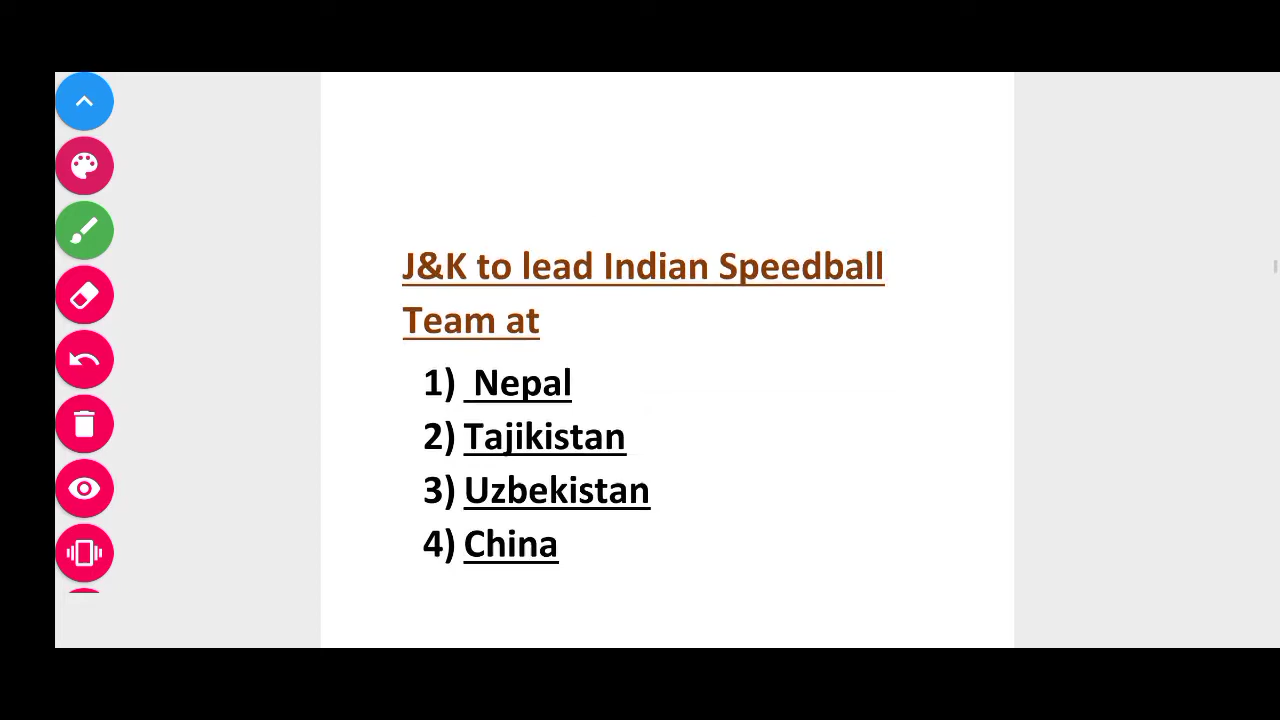 J&K to lead Indian Speedball
Team at
1) Nepal
2) Tajikistan
3) Uzbekistan
4) China